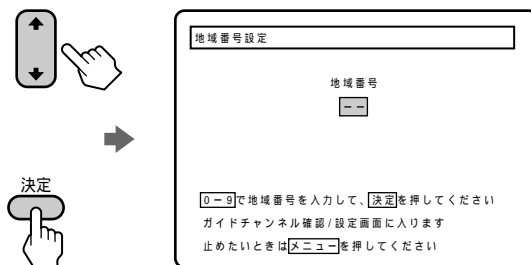 地域番号設定
地域番号
－－
決定
0－9で地域番号を入力して、決定を押してください
ガイドチャンネル確認/設定画面に入ります
止めたいときはメニューを押してください